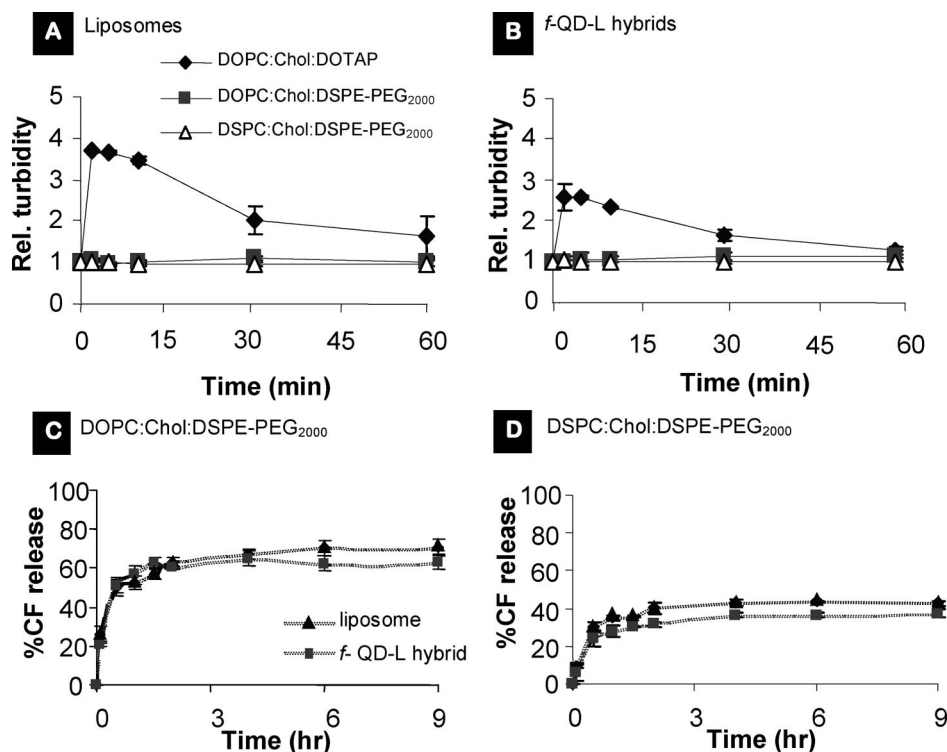 A Liposomes
DOPC:Chol:DOTAP
DOPC:Chol:DSPE-PEG2000
DSPC:Chol:DSPE-PEG2000
Rel. turbidity
5
4
3
2
1
0
0 15 30 45 60
Time (min)
B f-QD-L hybrids
Rel. turbidity
5
4
3
2
1
0
0 15 30 45 60
Time (min)
C DOPC:Chol:DSPE-PEG2000
%CF release
100
80
60
40
20
0
liposome
f- QD-L hybrid
0 3 6 9
Time (hr)
D DSPC:Chol:DSPE-PEG2000
%CF release
100
80
60
40
20
0
0 3 6 9
Time (hr)